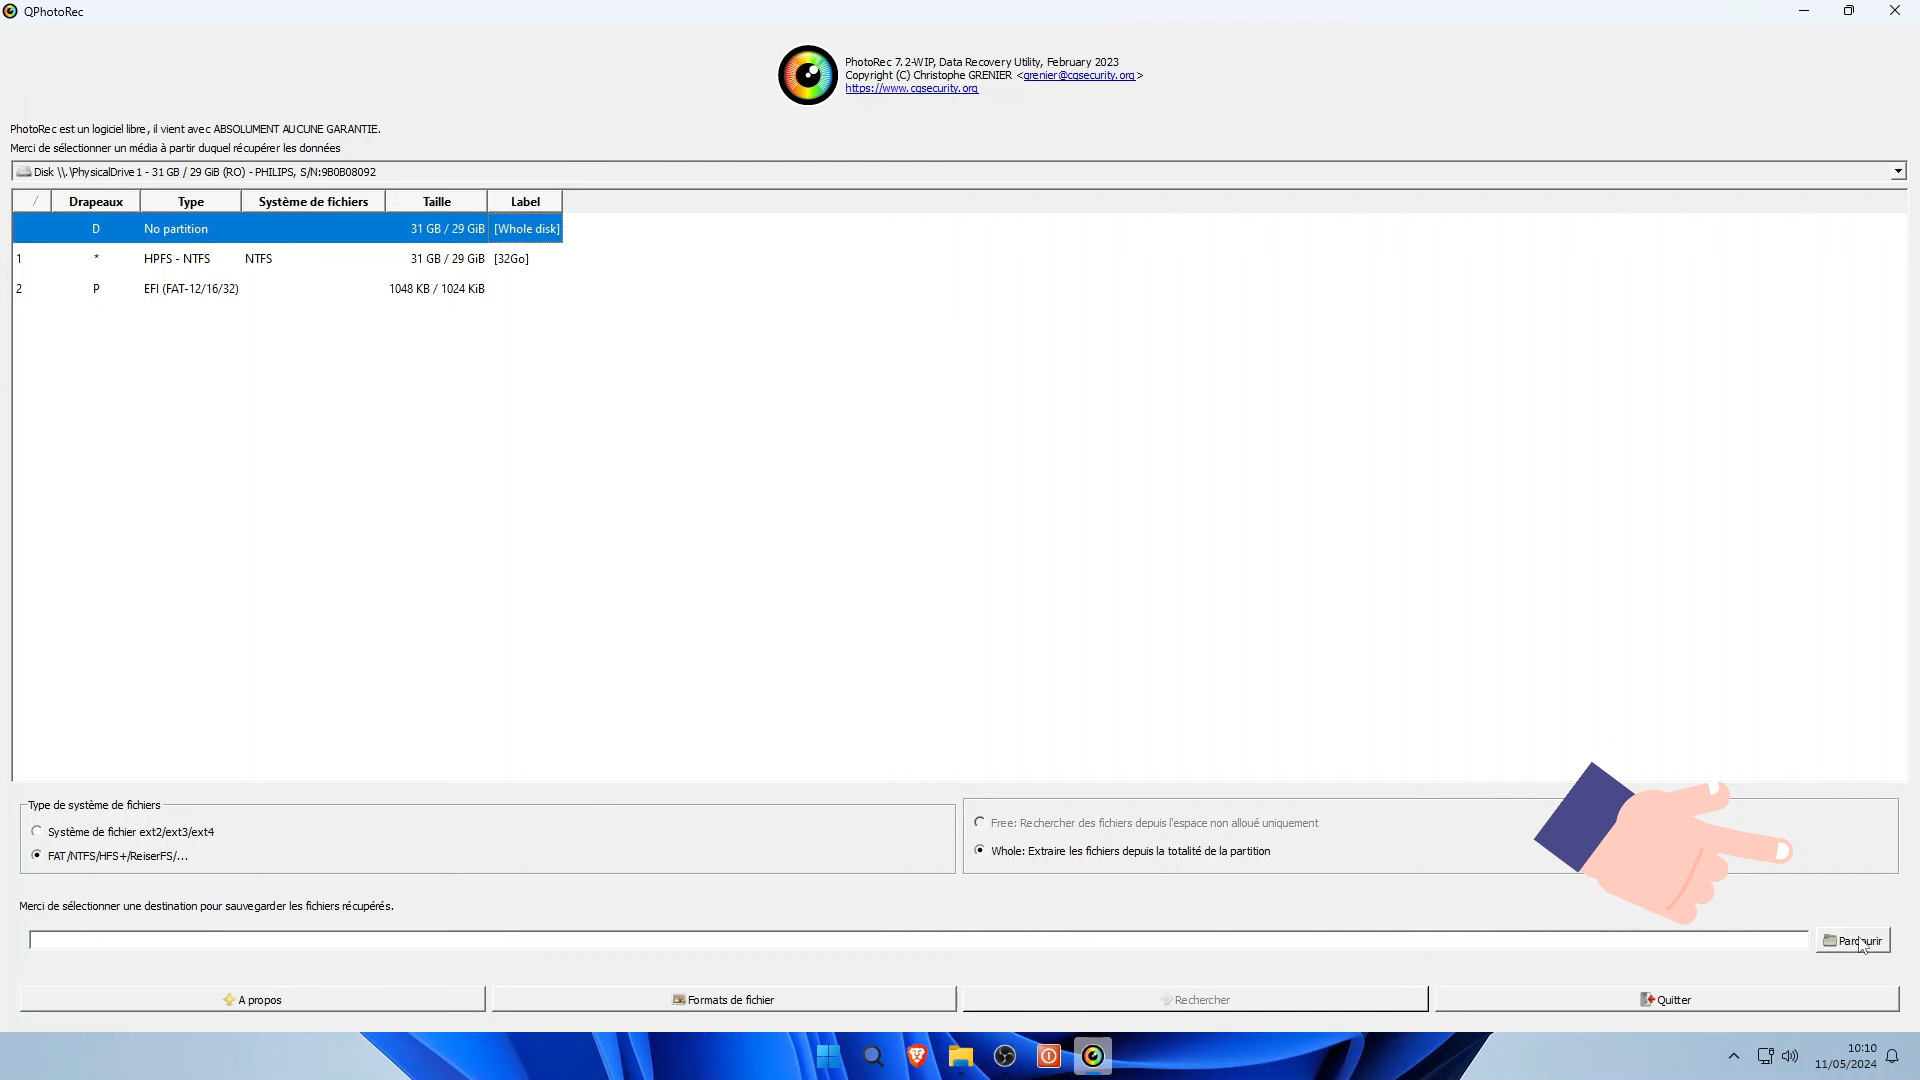 QPhotoRec
PhotoRec 7.2-WIP, Data Recovery Utility, February 2023
Copyright (C) Christophe GRENIER <grenier@cgsecurity.org>
https://www.cgsecurity.org
PhotoRec est un logiciel libre, il vient avec ABSOLUMENT AUCUNE GARANTIE.
Merci de sélectionner un média à partir duquel récupérer les données
Disk \\.\PhysicalDrive1 - 31 GB / 29 GiB (RO) - PHILIPS, S/N:9B0B08092
Drapeaux Type Système de fichiers Taille Label
D No partition 31 GB / 29 GiB [Whole disk]
1 * HPFS - NTFS NTFS 31 GB / 29 GiB [32Go]
2 P EFI (FAT-12/16/32) 1048 KB / 1024 KiB
Type de système de fichiers
Système de fichier ext2/ext3/ext4
FAT/NTFS/HFS+/ReiserFS/...
Free: Rechercher des fichiers depuis l'espace non alloué uniquement
Whole: Extraire les fichiers depuis la totalité de la partition
Merci de sélectionner une destination pour sauvegarder les fichiers récupérés.
Parcourir
A propos Formats de fichier Rechercher Quitter
10:10
11/05/2024